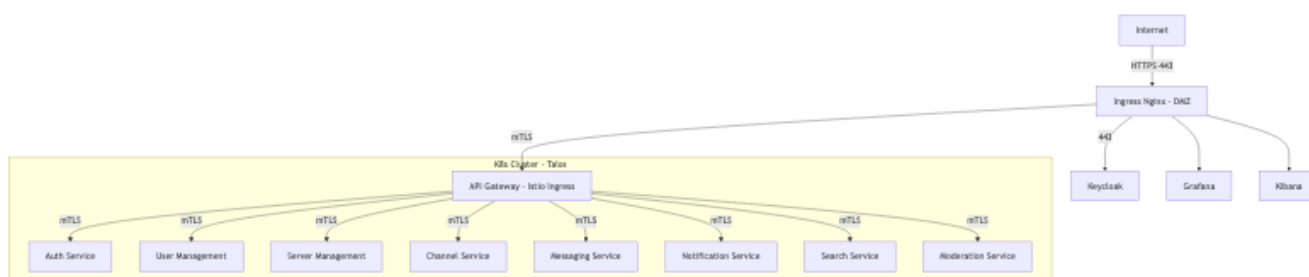 Internet
HTTPS 443
Ingress Nginx - DMZ
mTLS
443
K8s Cluster - Talos
API Gateway - Istio Ingress
Keycloak
Grafana
Kibana
mTLS
mTLS
mTLS
mTLS
mTLS
mTLS
mTLS
mTLS
Auth Service
User Management
Server Management
Channel Service
Messaging Service
Notification Service
Search Service
Moderation Service